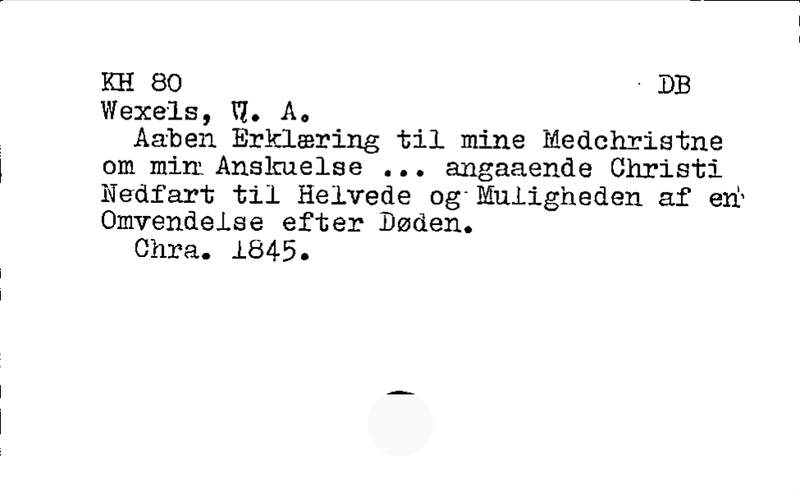 KH 80 DB
Wexels, W. A.
Aaben Erklæring til mine Medchristne
om min Anskuelse ... angaaende Christi
Nedfart til Helvede og Muligheden af en
Omvendelse efter Døden.
Chra. 1845.